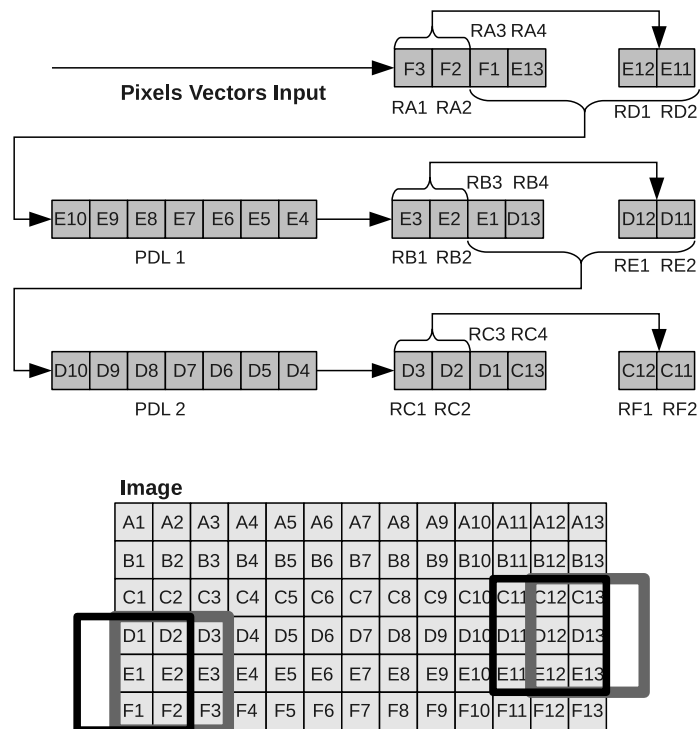 RA3 RA4
F3 F2 F1 E13 E12 E11
Pixels Vectors Input
RA1 RA2 RD1 RD2
RB3 RB4
E10 E9 E8 E7 E6 E5 E4 E3 E2 E1 D13 D12 D11
PDL 1 RB1 RB2 RE1 RE2
RC3 RC4
D10 D9 D8 D7 D6 D5 D4 D3 D2 D1 C13 C12 C11
PDL 2 RC1 RC2 RF1 RF2
Image
A1 A2 A3 A4 A5 A6 A7 A8 A9 A10 A11 A12 A13
B1 B2 B3 B4 B5 B6 B7 B8 B9 B10 B11 B12 B13
C1 C2 C3 C4 C5 C6 C7 C8 C9 C10 C11 C12 C13
D1 D2 D3 D4 D5 D6 D7 D8 D9 D10 D11 D12 D13
E1 E2 E3 E4 E5 E6 E7 E8 E9 E10 E11 E12 E13
F1 F2 F3 F4 F5 F6 F7 F8 F9 F10 F11 F12 F13